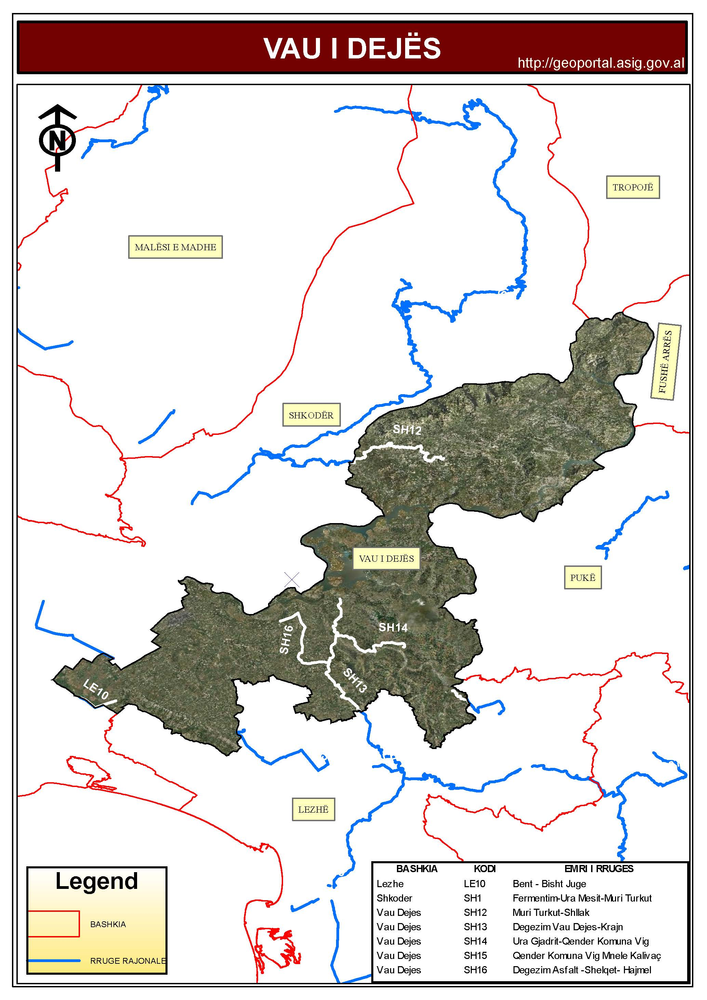 VAU I DEJËS
http://geoportal.asig.gov.al
N
TROPOJË
MALËSI E MADHE
FUSHË ARRËS
SHKODËR
SH12
VAU I DEJËS
PUKË
SH14
SH16
SH13
LE10
LEZHË
Legend
BASHKIA
RRUGE RAJONALE
BASHKIA KODI EMRI I RRUGES
Lezhe LE10 Bent - Bisht Juge
Shkoder SH1 Fermentim-Ura Mesit-Muri Turkut
Vau Dejes SH12 Muri Turkut-Shllak
Vau Dejes SH13 Degezim Vau Dejes-Krajn
Vau Dejes SH14 Ura Gjadrit-Qender Komuna Vig
Vau Dejes SH15 Qender Komuna Vig Mnele Kalivaç
Vau Dejes SH16 Degezim Asfalt -Shelqet- Hajmel